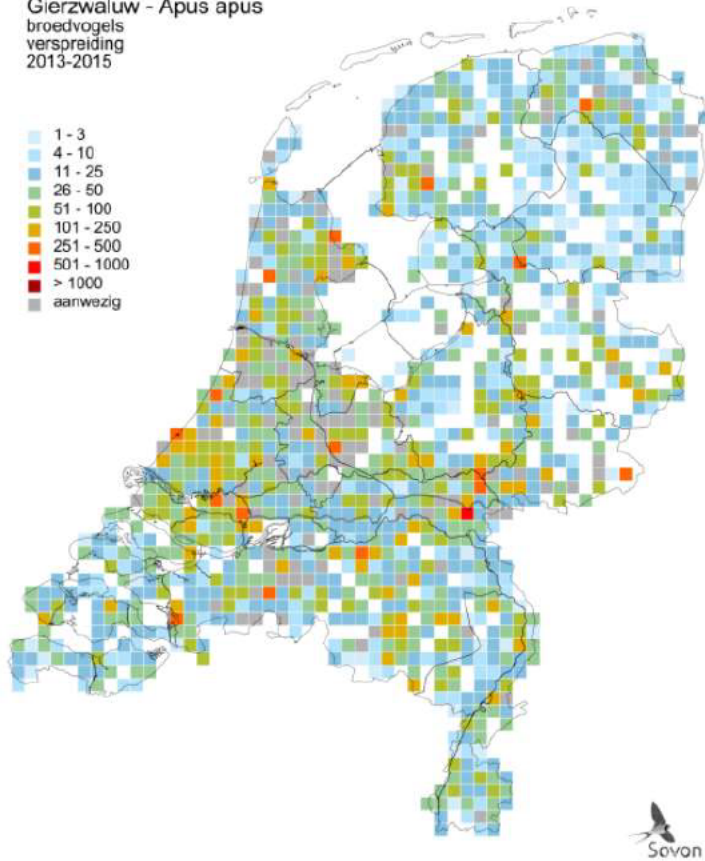 Gierzwaluw - Apus apus
broedvogels
verspreiding
2013-2015
1 - 3
4 - 10
11 - 25
26 - 50
51 - 100
101 - 250
251 - 500
501 - 1000
> 1000
aanwezig
Sovon